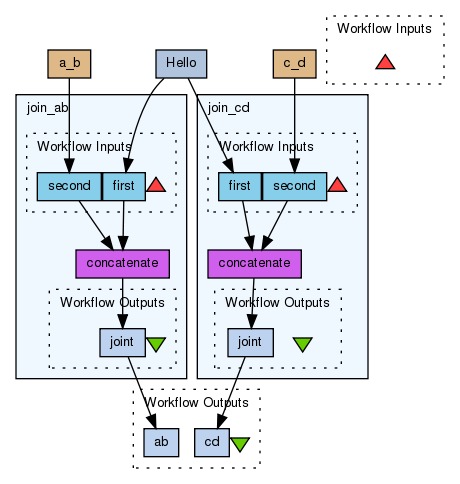 Workflow Inputs
a_b
Hello
c_d
join_ab
join_cd
Workflow Inputs
Workflow Inputs
second
first
first
second
concatenate
concatenate
Workflow Outputs
Workflow Outputs
joint
joint
Workflow Outputs
ab
cd